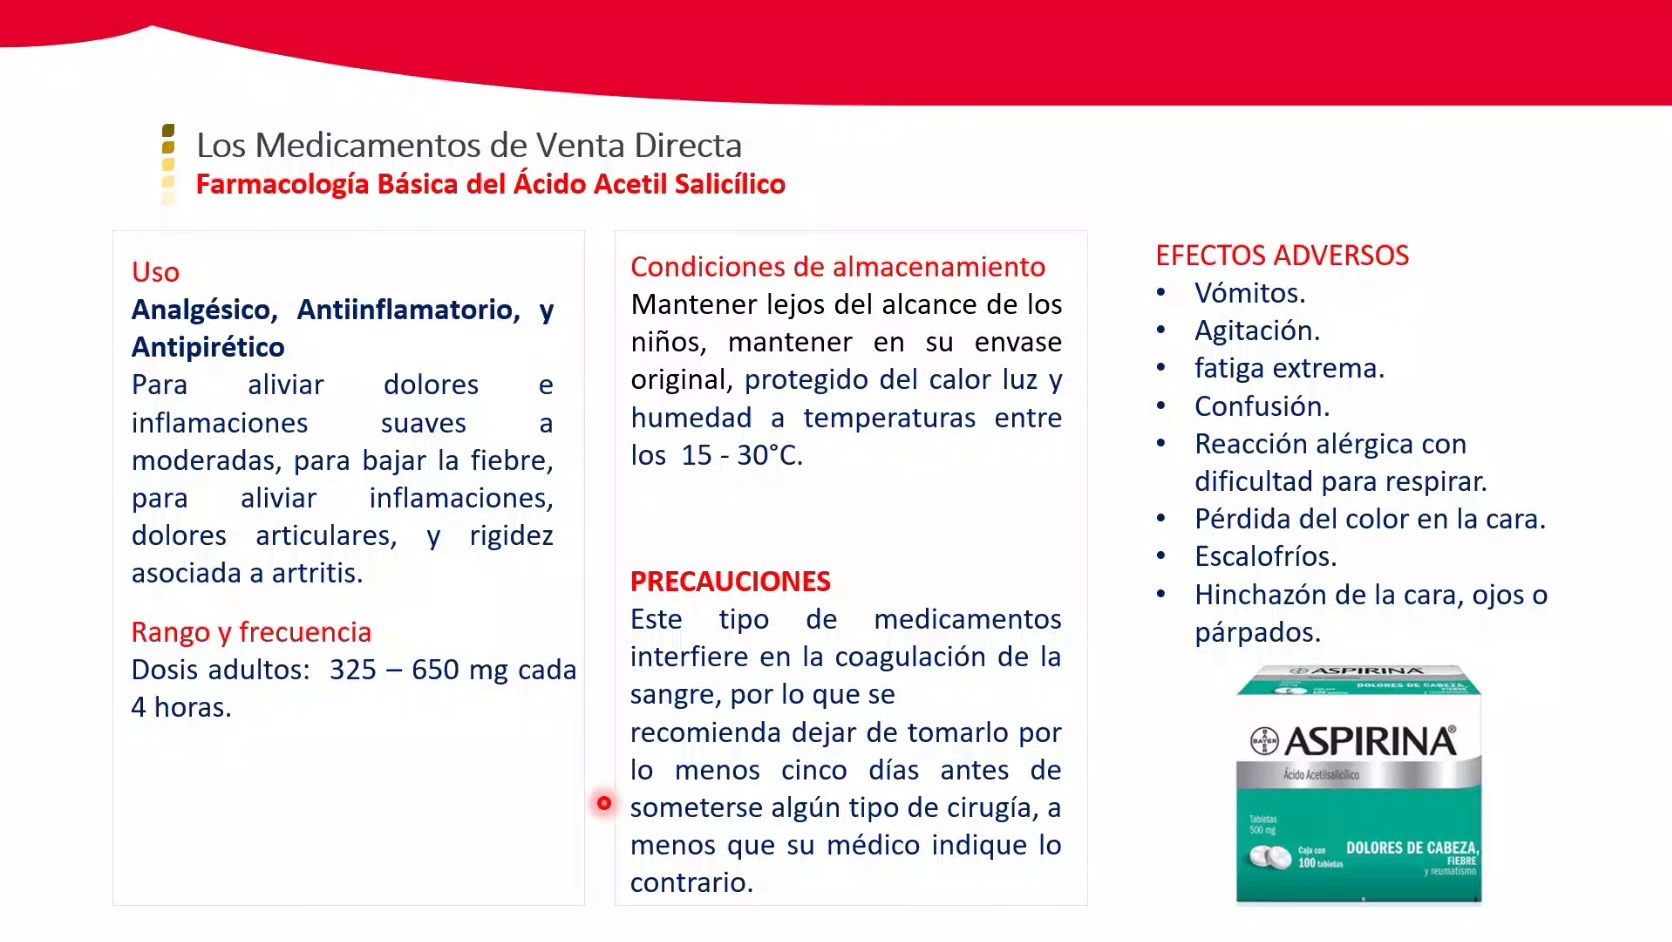 Los Medicamentos de Venta Directa
Farmacología Básica del Ácido Acetil Salicílico
Uso
Analgésico, Antiinflamatorio, y
Antipirético
Para aliviar dolores e
inflamaciones suaves a
moderadas, para bajar la fiebre,
para aliviar inflamaciones,
dolores articulares, y rigidez
asociada a artritis.
Rango y frecuencia
Dosis adultos: 325 – 650 mg cada
4 horas.
Condiciones de almacenamiento
Mantener lejos del alcance de los
niños, mantener en su envase
original, protegido del calor luz y
humedad a temperaturas entre
los 15 - 30°C.
PRECAUCIONES
Este tipo de medicamentos
interfiere en la coagulación de la
sangre, por lo que se
recomienda dejar de tomarlo por
lo menos cinco días antes de
someterse algún tipo de cirugía, a
menos que su médico indique lo
contrario.
EFECTOS ADVERSOS
• Vómitos.
• Agitación.
• fatiga extrema.
• Confusión.
• Reacción alérgica con
dificultad para respirar.
• Pérdida del color en la cara.
• Escalofríos.
• Hinchazón de la cara, ojos o
párpados.
ASPIRINA
DOLORES DE CABEZA,
FIEBRE
BAYER
ASPIRINA®
Ácido Acetilsalicílico
Tabletas
500 mg
Caja con
100 tabletas
DOLORES DE CABEZA,
FIEBRE
y reumatismo